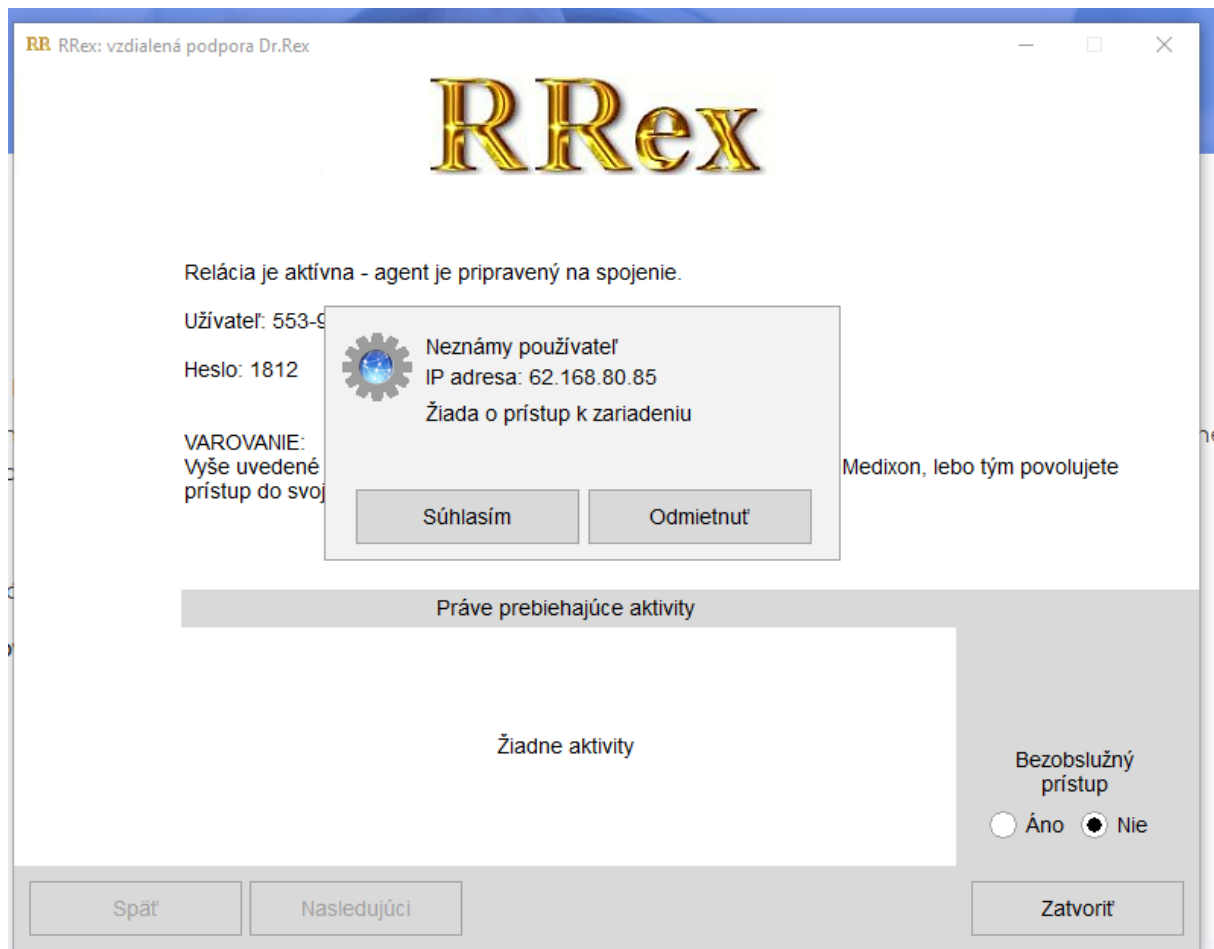 RR RRex: vzdialená podpora Dr.Rex
RRex
Relácia je aktívna - agent je pripravený na spojenie.
Užívateľ: 553-9
Heslo: 1812
Neznámy používateľ
IP adresa: 62.168.80.85
Žiada o prístup k zariadeniu
Súhlasím
Odmietnuť
VAROVANIE:
Vyše uvedené Medixon, lebo tým povolujete
prístup do svoj
Práve prebiehajúce aktivity
Žiadne aktivity
Bezobslužný
prístup
Áno Nie
Späť
Nasledujúci
Zatvoriť